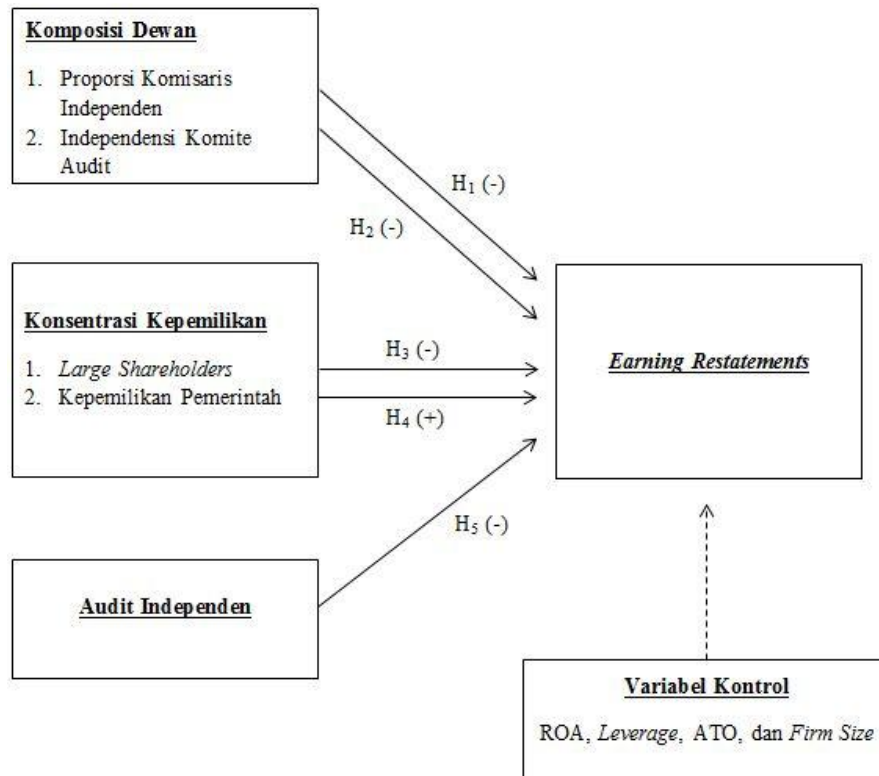 Komposisi Dewan
1. Proporsi Komisaris
Independen
2. Independensi Komite
Audit
H₁ (-)
H₂ (-)
Konsentrasi Kepemilikan
1. Large Shareholders
2. Kepemilikan Pemerintah
H₃ (-)
H₄ (+)
Earning Restatements
H₅ (-)
Audit Independen
Variabel Kontrol
ROA, Leverage, ATO, dan Firm Size